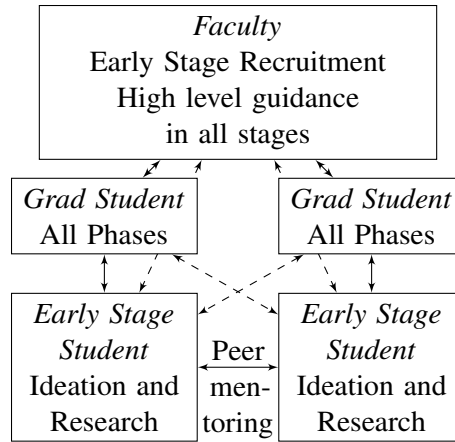 Faculty
Early Stage Recruitment
High level guidance
in all stages
Grad Student
All Phases
Grad Student
All Phases
Early Stage
Student
Ideation and
Research
Peer
men-
toring
Early Stage
Student
Ideation and
Research